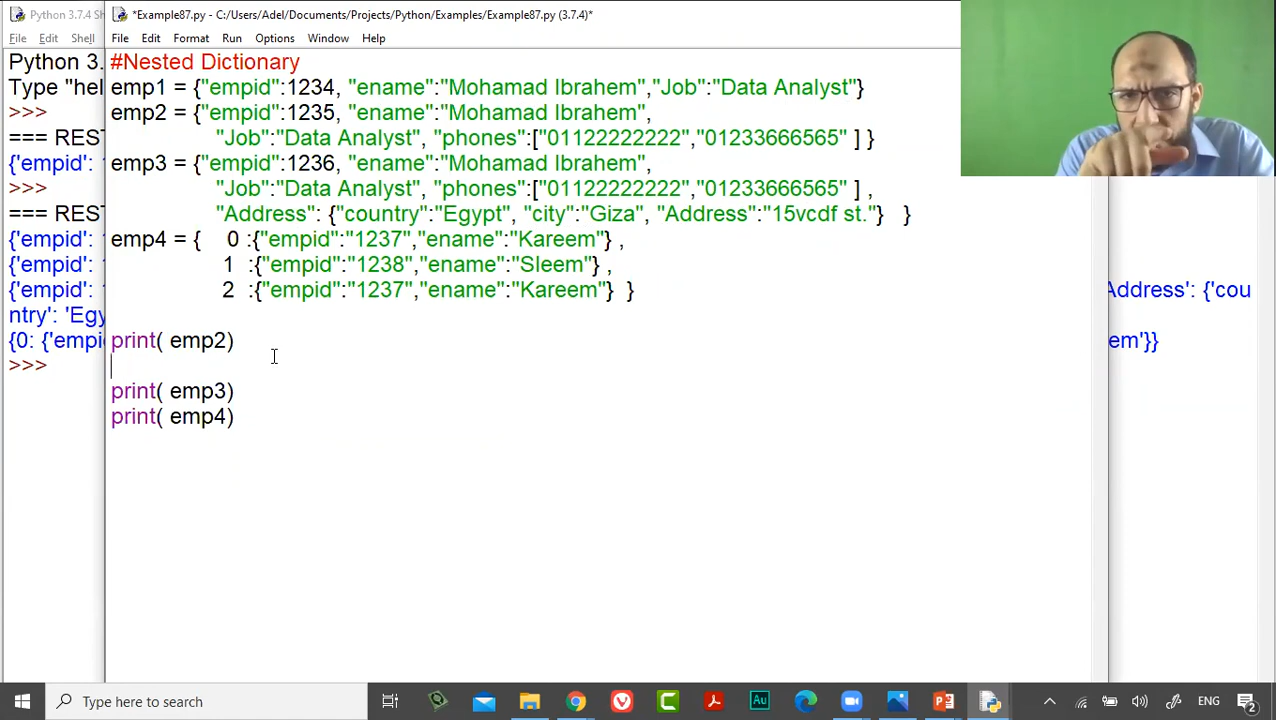 Python 3.7.4 S
*Example87.py - C:/Users/Adel/Documents/Projects/Python/Examples/Example87.py (3.7.4)*
File Edit Shell
File Edit Format Run Options Window Help
Python 3.
Type "hel
>>>
=== REST
{'empid': 1
>>>
=== REST
{'empid': 1
{'empid': 1
{'empid': 1
ntry': 'Egy
{0: {'empi
>>>
#Nested Dictionary
emp1 = {"empid":1234, "ename":"Mohamad Ibrahem","Job":"Data Analyst"}
emp2 = {"empid":1235, "ename":"Mohamad Ibrahem",
"Job":"Data Analyst", "phones":["01122222222","01233666565" ] }
emp3 = {"empid":1236, "ename":"Mohamad Ibrahem",
"Job":"Data Analyst", "phones":["01122222222","01233666565" ] ,
"Address": {"country":"Egypt", "city":"Giza", "Address":"15vcdf st."} }
emp4 = { 0 :{"empid":"1237","ename":"Kareem"} ,
1 :{"empid":"1238","ename":"Sleem"} ,
2 :{"empid":"1237","ename":"Kareem"} }
print( emp2)
print( emp3)
print( emp4)
Address': {'cou
em'}}
Type here to search
Au
ENG
2